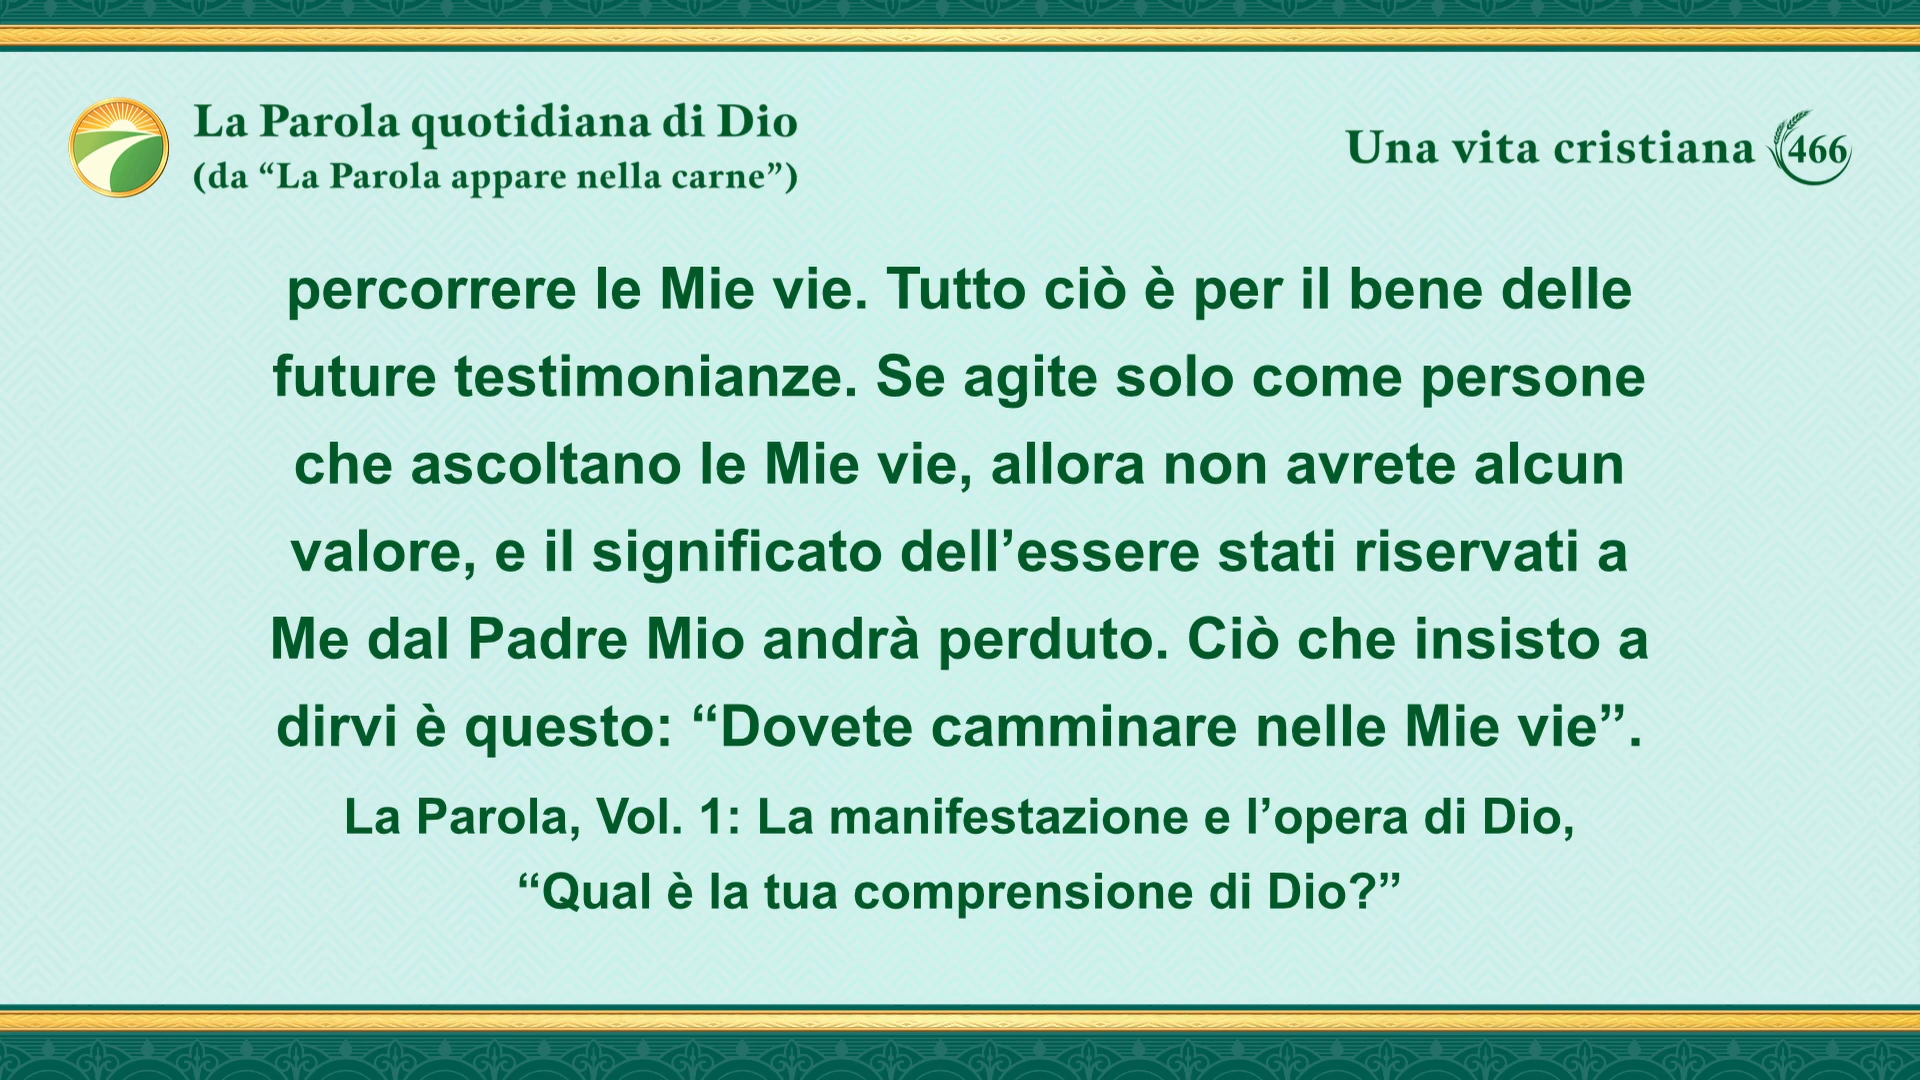 La Parola quotidiana di Dio
(da “La Parola appare nella carne”)
Una vita cristiana 466
percorrere le Mie vie. Tutto ciò è per il bene delle
future testimonianze. Se agite solo come persone
che ascoltano le Mie vie, allora non avrete alcun
valore, e il significato dell’essere stati riservati a
Me dal Padre Mio andrà perduto. Ciò che insisto a
dirvi è questo: “Dovete camminare nelle Mie vie”.
La Parola, Vol. 1: La manifestazione e l’opera di Dio,
“Qual è la tua comprensione di Dio?”